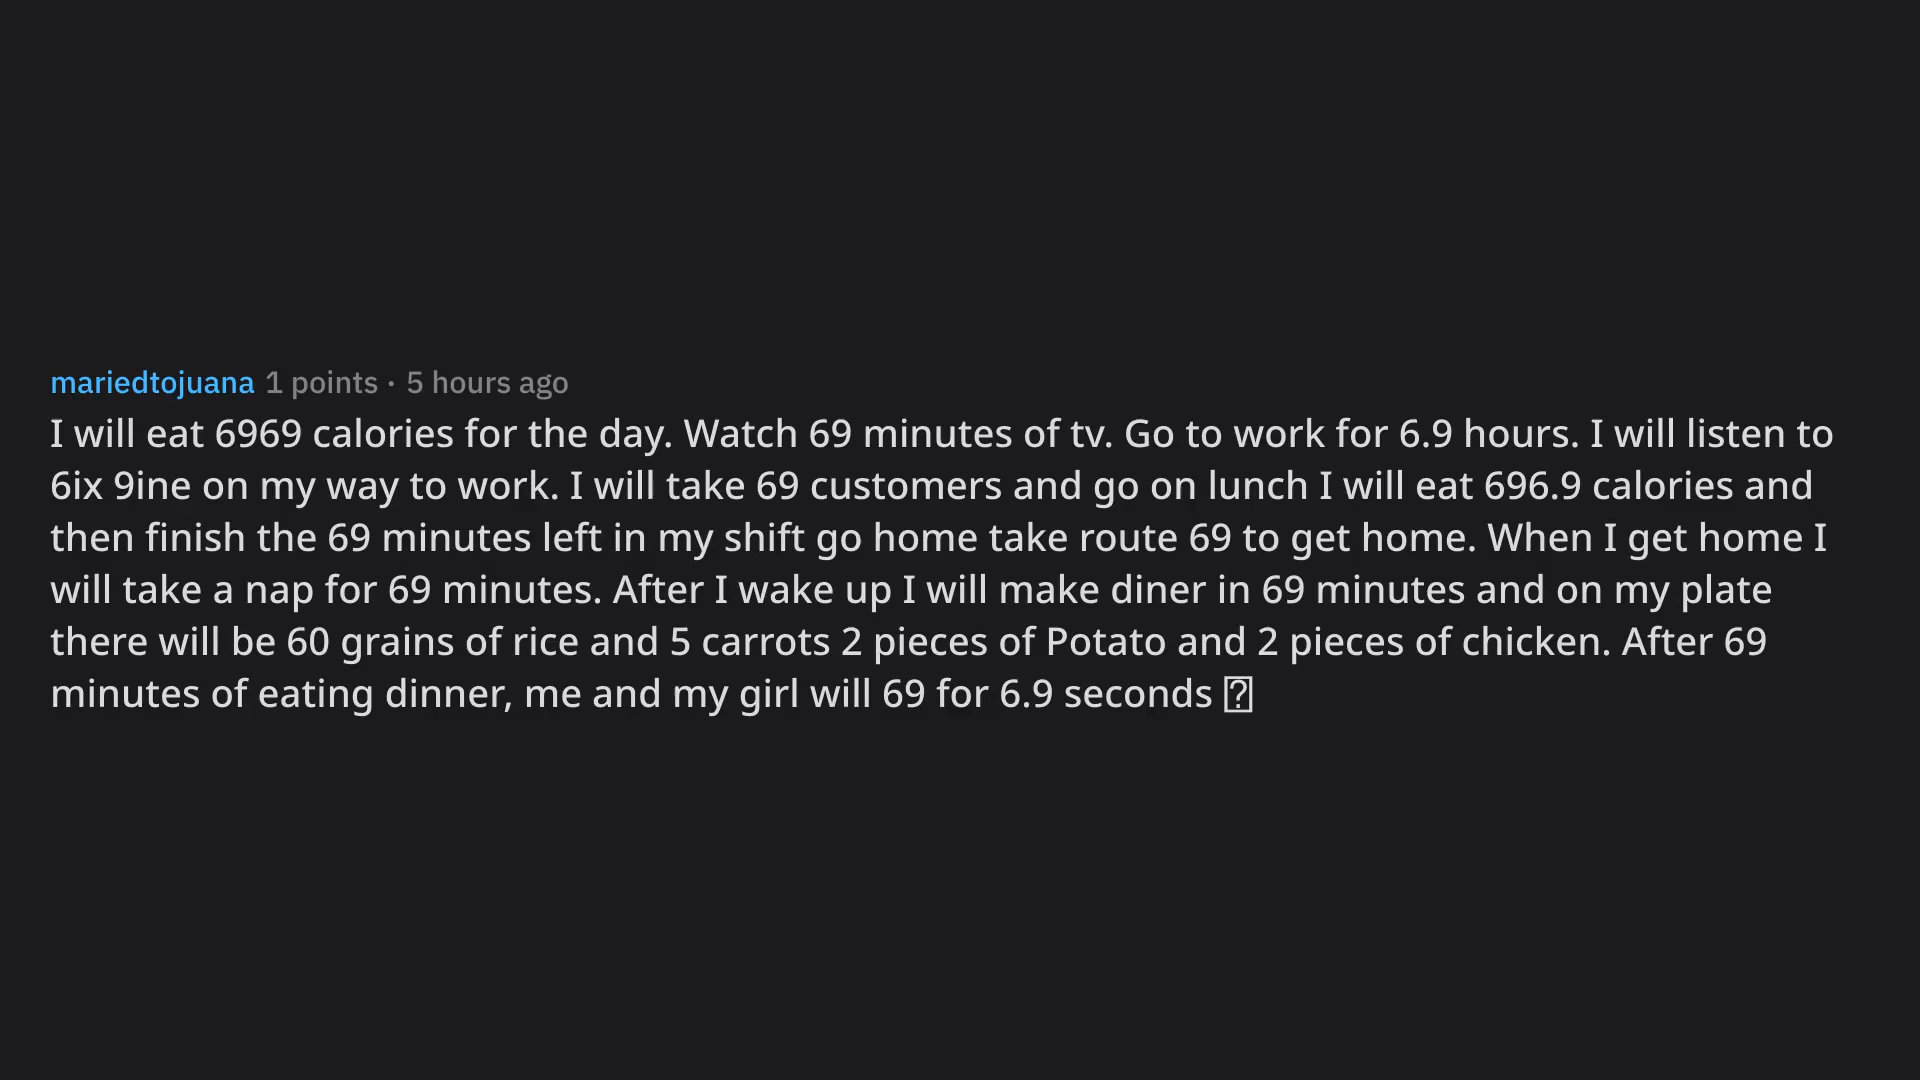 mariedtojuana 1 points · 5 hours ago
I will eat 6969 calories for the day. Watch 69 minutes of tv. Go to work for 6.9 hours. I will listen to
6ix 9ine on my way to work. I will take 69 customers and go on lunch I will eat 696.9 calories and
then finish the 69 minutes left in my shift go home take route 69 to get home. When I get home I
will take a nap for 69 minutes. After I wake up I will make diner in 69 minutes and on my plate
there will be 60 grains of rice and 5 carrots 2 pieces of Potato and 2 pieces of chicken. After 69
minutes of eating dinner, me and my girl will 69 for 6.9 seconds